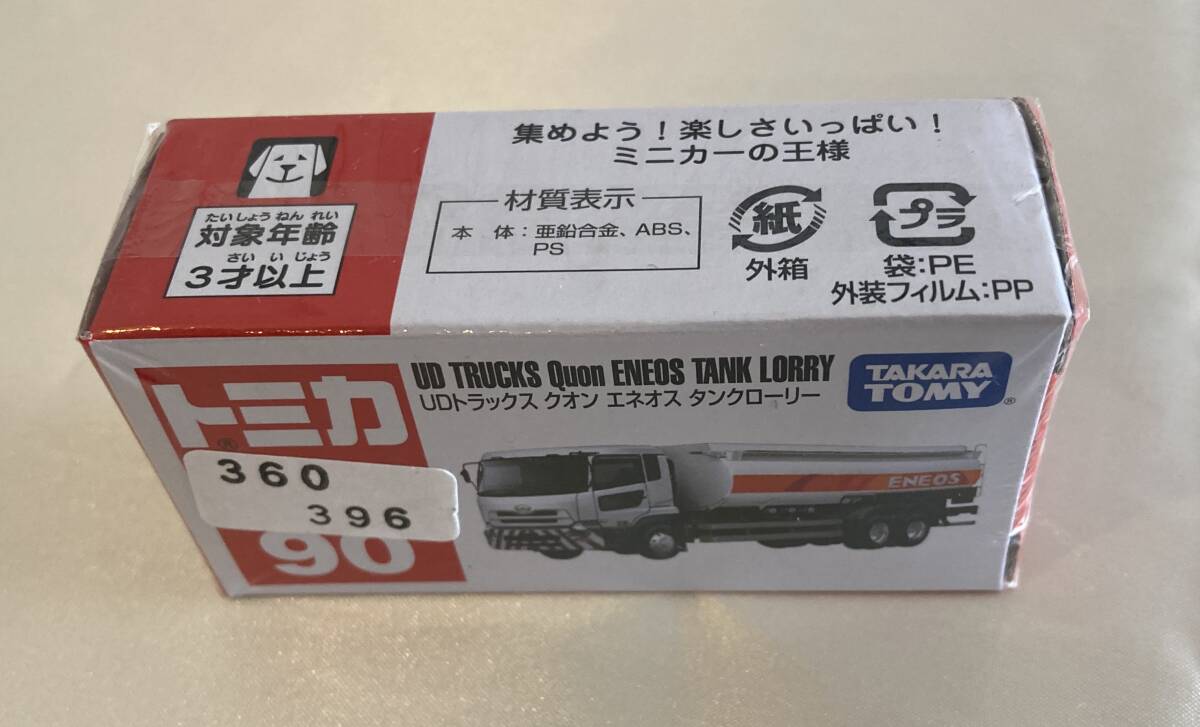 集めよう！楽しさいっぱい！
ミニカーの王様
たいしょうねんれい
対象年齢
さいいじょう
3才以上
材質表示
本 体：亜鉛合金、ABS、
PS
紙
外箱
プラ
袋:PE
外装フィルム:PP
トミカ®
UD TRUCKS Quon ENEOS TANK LORRY
UDトラックス クオン エネオス タンクローリー
TAKARA
TOMY®
360
396
90
ENEOS